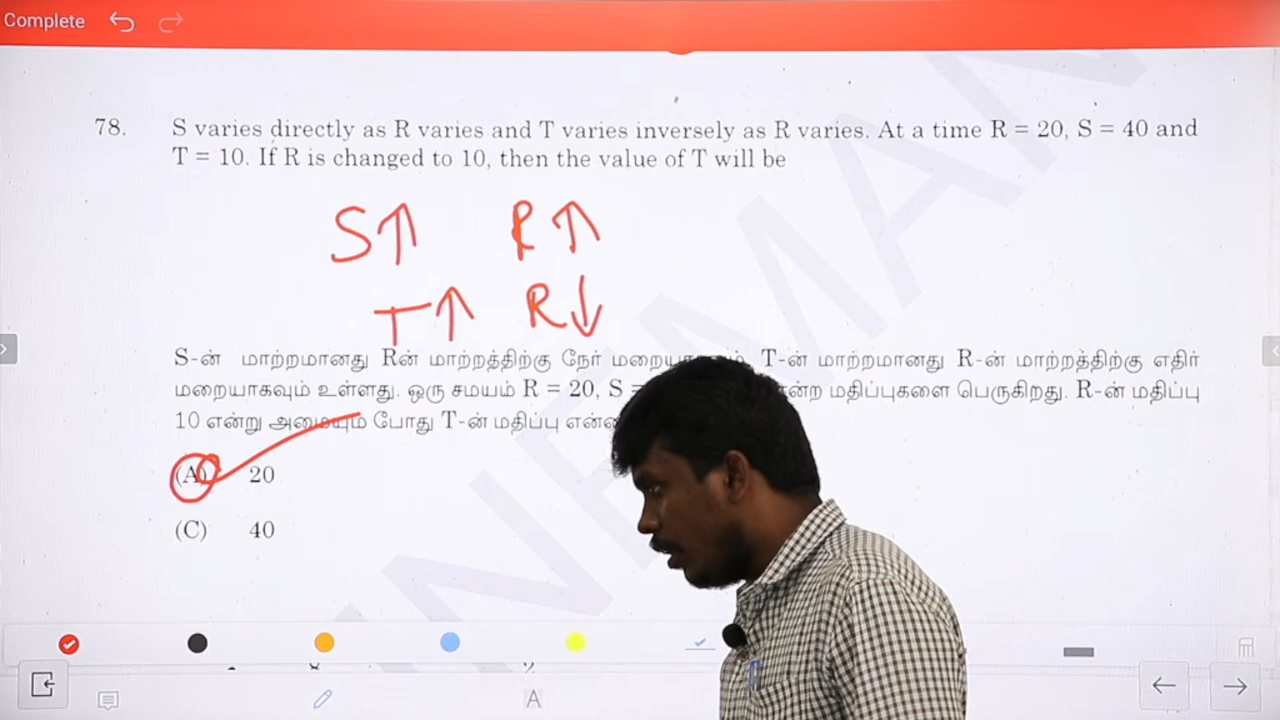 Complete
78. S varies directly as R varies and T varies inversely as R varies. At a time R = 20, S = 40 and
T = 10. If R is changed to 10, then the value of T will be
S↑ R↑
T↑ R↓
S-ன் மாற்றமானது Rன் மாற்றத்திற்கு நேர் T-ன் மாற்றமானது R-ன் மாற்றத்திற்கு எதிர்
மறையாகவும் உள்ளது. ஒரு சமயம் R = 20, S = என்ற மதிப்புகளை பெருகிறது. R-ன் மதிப்பு
10 என்று அமையும் போது T-ன் மதிப்பு
(A) 20
(C) 40
A